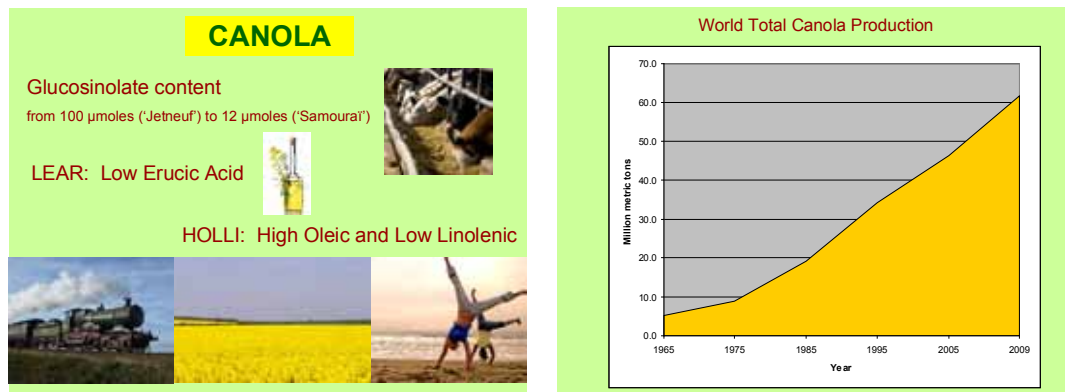 CANOLA
Glucosinolate content
from 100 µmoles (‘Jetneuf’) to 12 µmoles (‘Samouraï’)
LEAR: Low Erucic Acid
HOLLI: High Oleic and Low Linolenic
World Total Canola Production
Million metric tons
70.0
60.0
50.0
40.0
30.0
20.0
10.0
0.0
1965 1975 1985 1995 2005 2009
Year